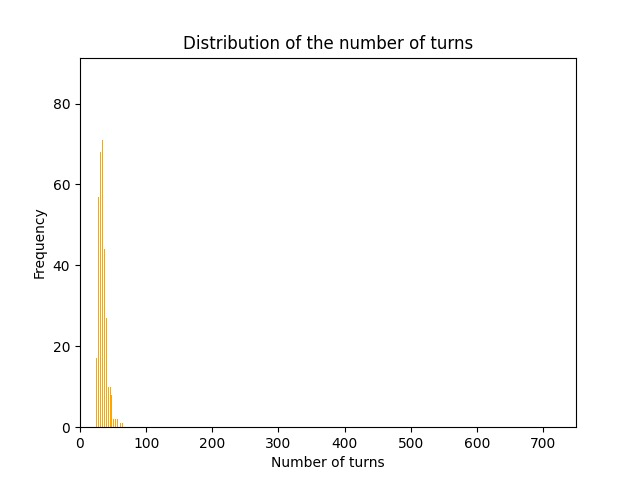 Distribution of the number of turns
80
60
40
20
0
Frequency
0 100 200 300 400 500 600 700
Number of turns